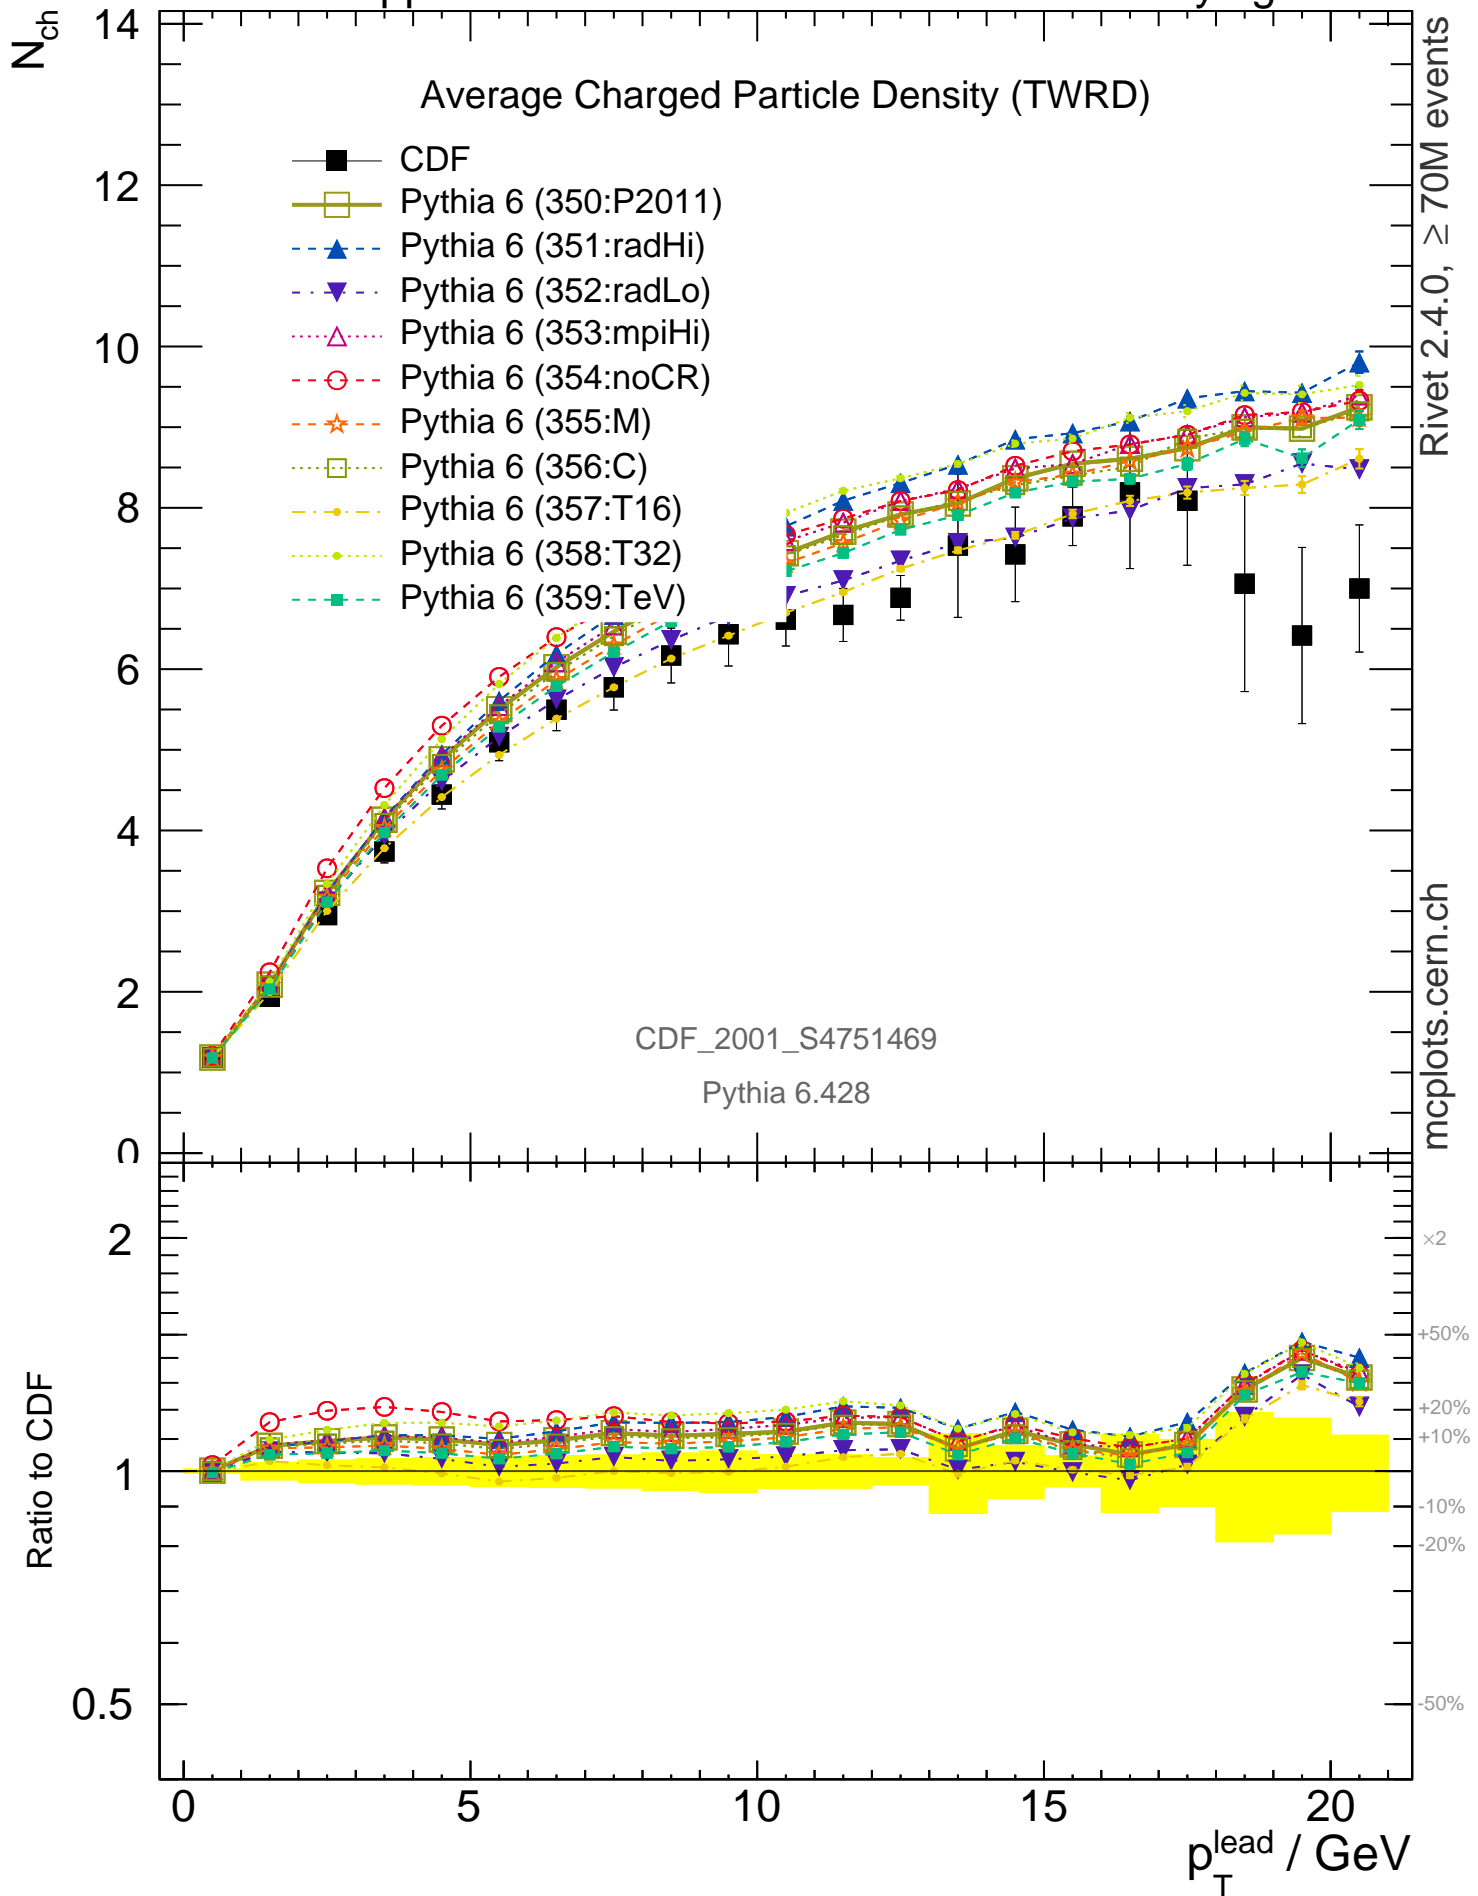 N_ch
Average Charged Particle Density (TWRD)
CDF
Pythia 6 (350:P2011)
Pythia 6 (351:radHi)
Pythia 6 (352:radLo)
Pythia 6 (353:mpiHi)
Pythia 6 (354:noCR)
Pythia 6 (355:M)
Pythia 6 (356:C)
Pythia 6 (357:T16)
Pythia 6 (358:T32)
Pythia 6 (359:TeV)
14
12
10
8
6
4
2
0
CDF_2001_S4751469
Pythia 6.428
Rivet 2.4.0, ≥ 70M events
mcplots.cern.ch
Ratio to CDF
2
1
0.5
×2
+50%
+20%
+10%
-10%
-20%
-50%
0
5
10
15
20
p_T^lead / GeV